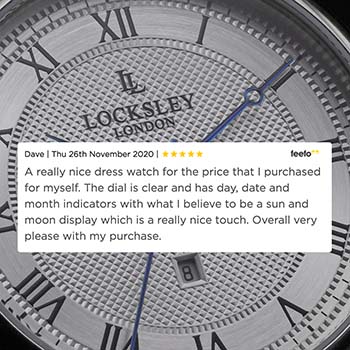 XII
LL
LOCKSLEY
LONDON
Dave | Thu 26th November 2020 | ★★★★★ feefo
A really nice dress watch for the price that I purchased
for myself. The dial is clear and has day, date and
month indicators with what I believe to be a sun and
moon display which is a really nice touch. Overall very
please with my purchase.
8